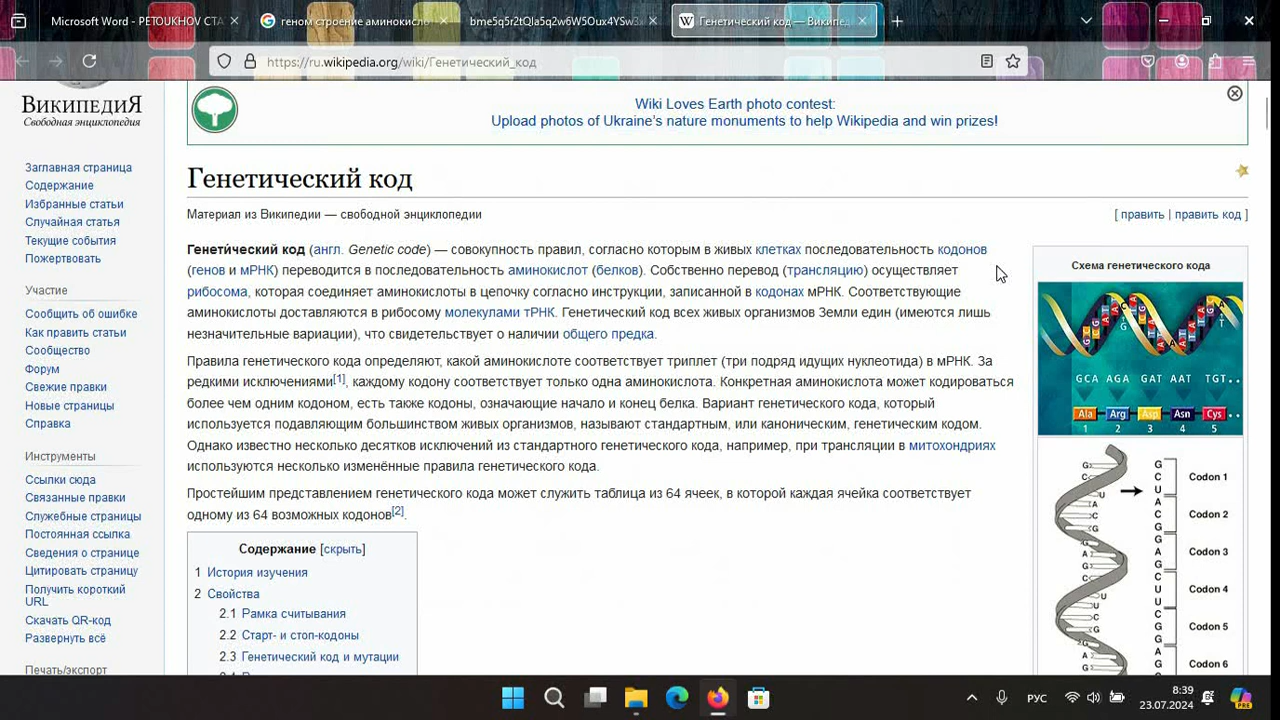 Microsoft Word - PETOUKHOV СТА
геном строение аминокисло
bme5q5r2tQla5q2w6W5Oux4YSw3
Генетический код — Википе
https://ru.wikipedia.org/wiki/Генетический_код
ВИКИПЕДИЯ
Свободная энциклопедия
Заглавная страница
Содержание
Избранные статьи
Случайная статья
Текущие события
Пожертвовать
Участие
Сообщить об ошибке
Как править статьи
Сообщество
Форум
Свежие правки
Новые страницы
Справка
Инструменты
Ссылки сюда
Связанные правки
Служебные страницы
Постоянная ссылка
Сведения о странице
Цитировать страницу
Получить короткий
URL
Скачать QR-код
Развернуть всё
Печать/экспорт
Wiki Loves Earth photo contest:
Upload photos of Ukraine's nature monuments to help Wikipedia and win prizes!
Генетический код
Материал из Википедии — свободной энциклопедии
[ править | править код ]
Генети́ческий код (англ. Genetic code) — совокупность правил, согласно которым в живых клетках последовательность кодонов
(генов и мРНК) переводится в последовательность аминокислот (белков). Собственно перевод (трансляцию) осуществляет
рибосома, которая соединяет аминокислоты в цепочку согласно инструкции, записанной в кодонах мРНК. Соответствующие
аминокислоты доставляются в рибосому молекулами тРНК. Генетический код всех живых организмов Земли един (имеются лишь
незначительные вариации), что свидетельствует о наличии общего предка.
Правила генетического кода определяют, какой аминокислоте соответствует триплет (три подряд идущих нуклеотида) в мРНК. За
редкими исключениями[1], каждому кодону соответствует только одна аминокислота. Конкретная аминокислота может кодироваться
более чем одним кодоном, есть также кодоны, означающие начало и конец белка. Вариант генетического кода, который
используется подавляющим большинством живых организмов, называют стандартным, или каноническим, генетическим кодом.
Однако известно несколько десятков исключений из стандартного генетического кода, например, при трансляции в митохондриях
используются несколько изменённые правила генетического кода.
Простейшим представлением генетического кода может служить таблица из 64 ячеек, в которой каждая ячейка соответствует
одному из 64 возможных кодонов[2].
Содержание [скрыть]
1 История изучения
2 Свойства
2.1 Рамка считывания
2.2 Старт- и стоп-кодоны
2.3 Генетический код и мутации
Схема генетического кода
GCA AGA GAT AAT TGT..
Ala Arg Asp Asn Cys ..
1 2 3 4 5
G
C
U
Codon 1
A
C
G
Codon 2
G
A
G
Codon 3
C
U
U
Codon 4
C
G
G
Codon 5
A
G
Codon 6
РУС
8:39
23.07.2024
PRE